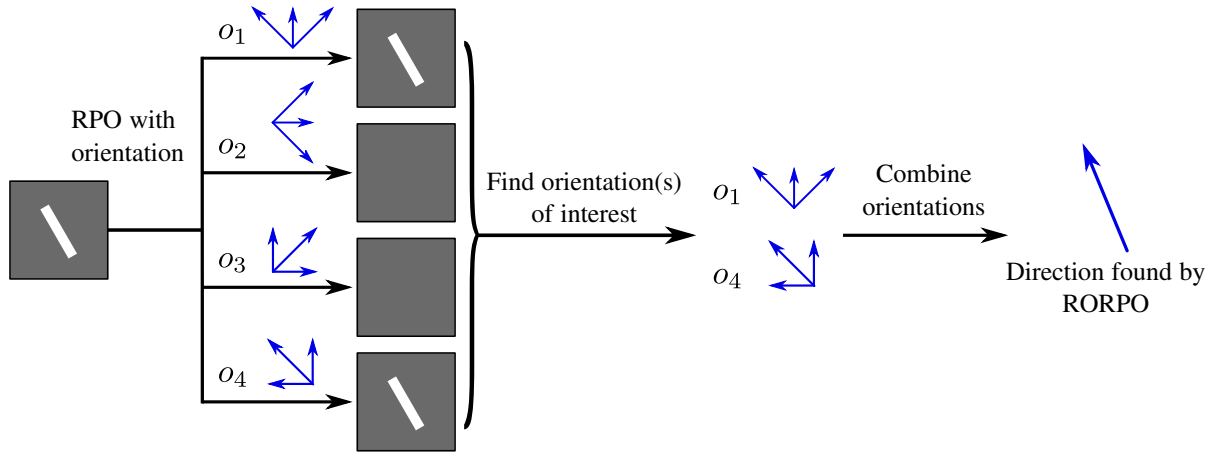 RPO with
orientation
o₁
o₂
o₃
o₄
Find orientation(s)
of interest
o₁
o₄
Combine
orientations
Direction found by
RORPO